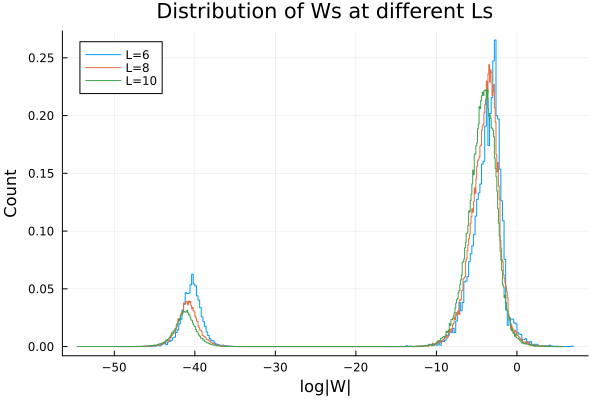 Distribution of Ws at different Ls
L=6
L=8
L=10
0.25
0.20
0.15
0.10
0.05
0.00
Count
−50 −40 −30 −20 −10 0
log|W|